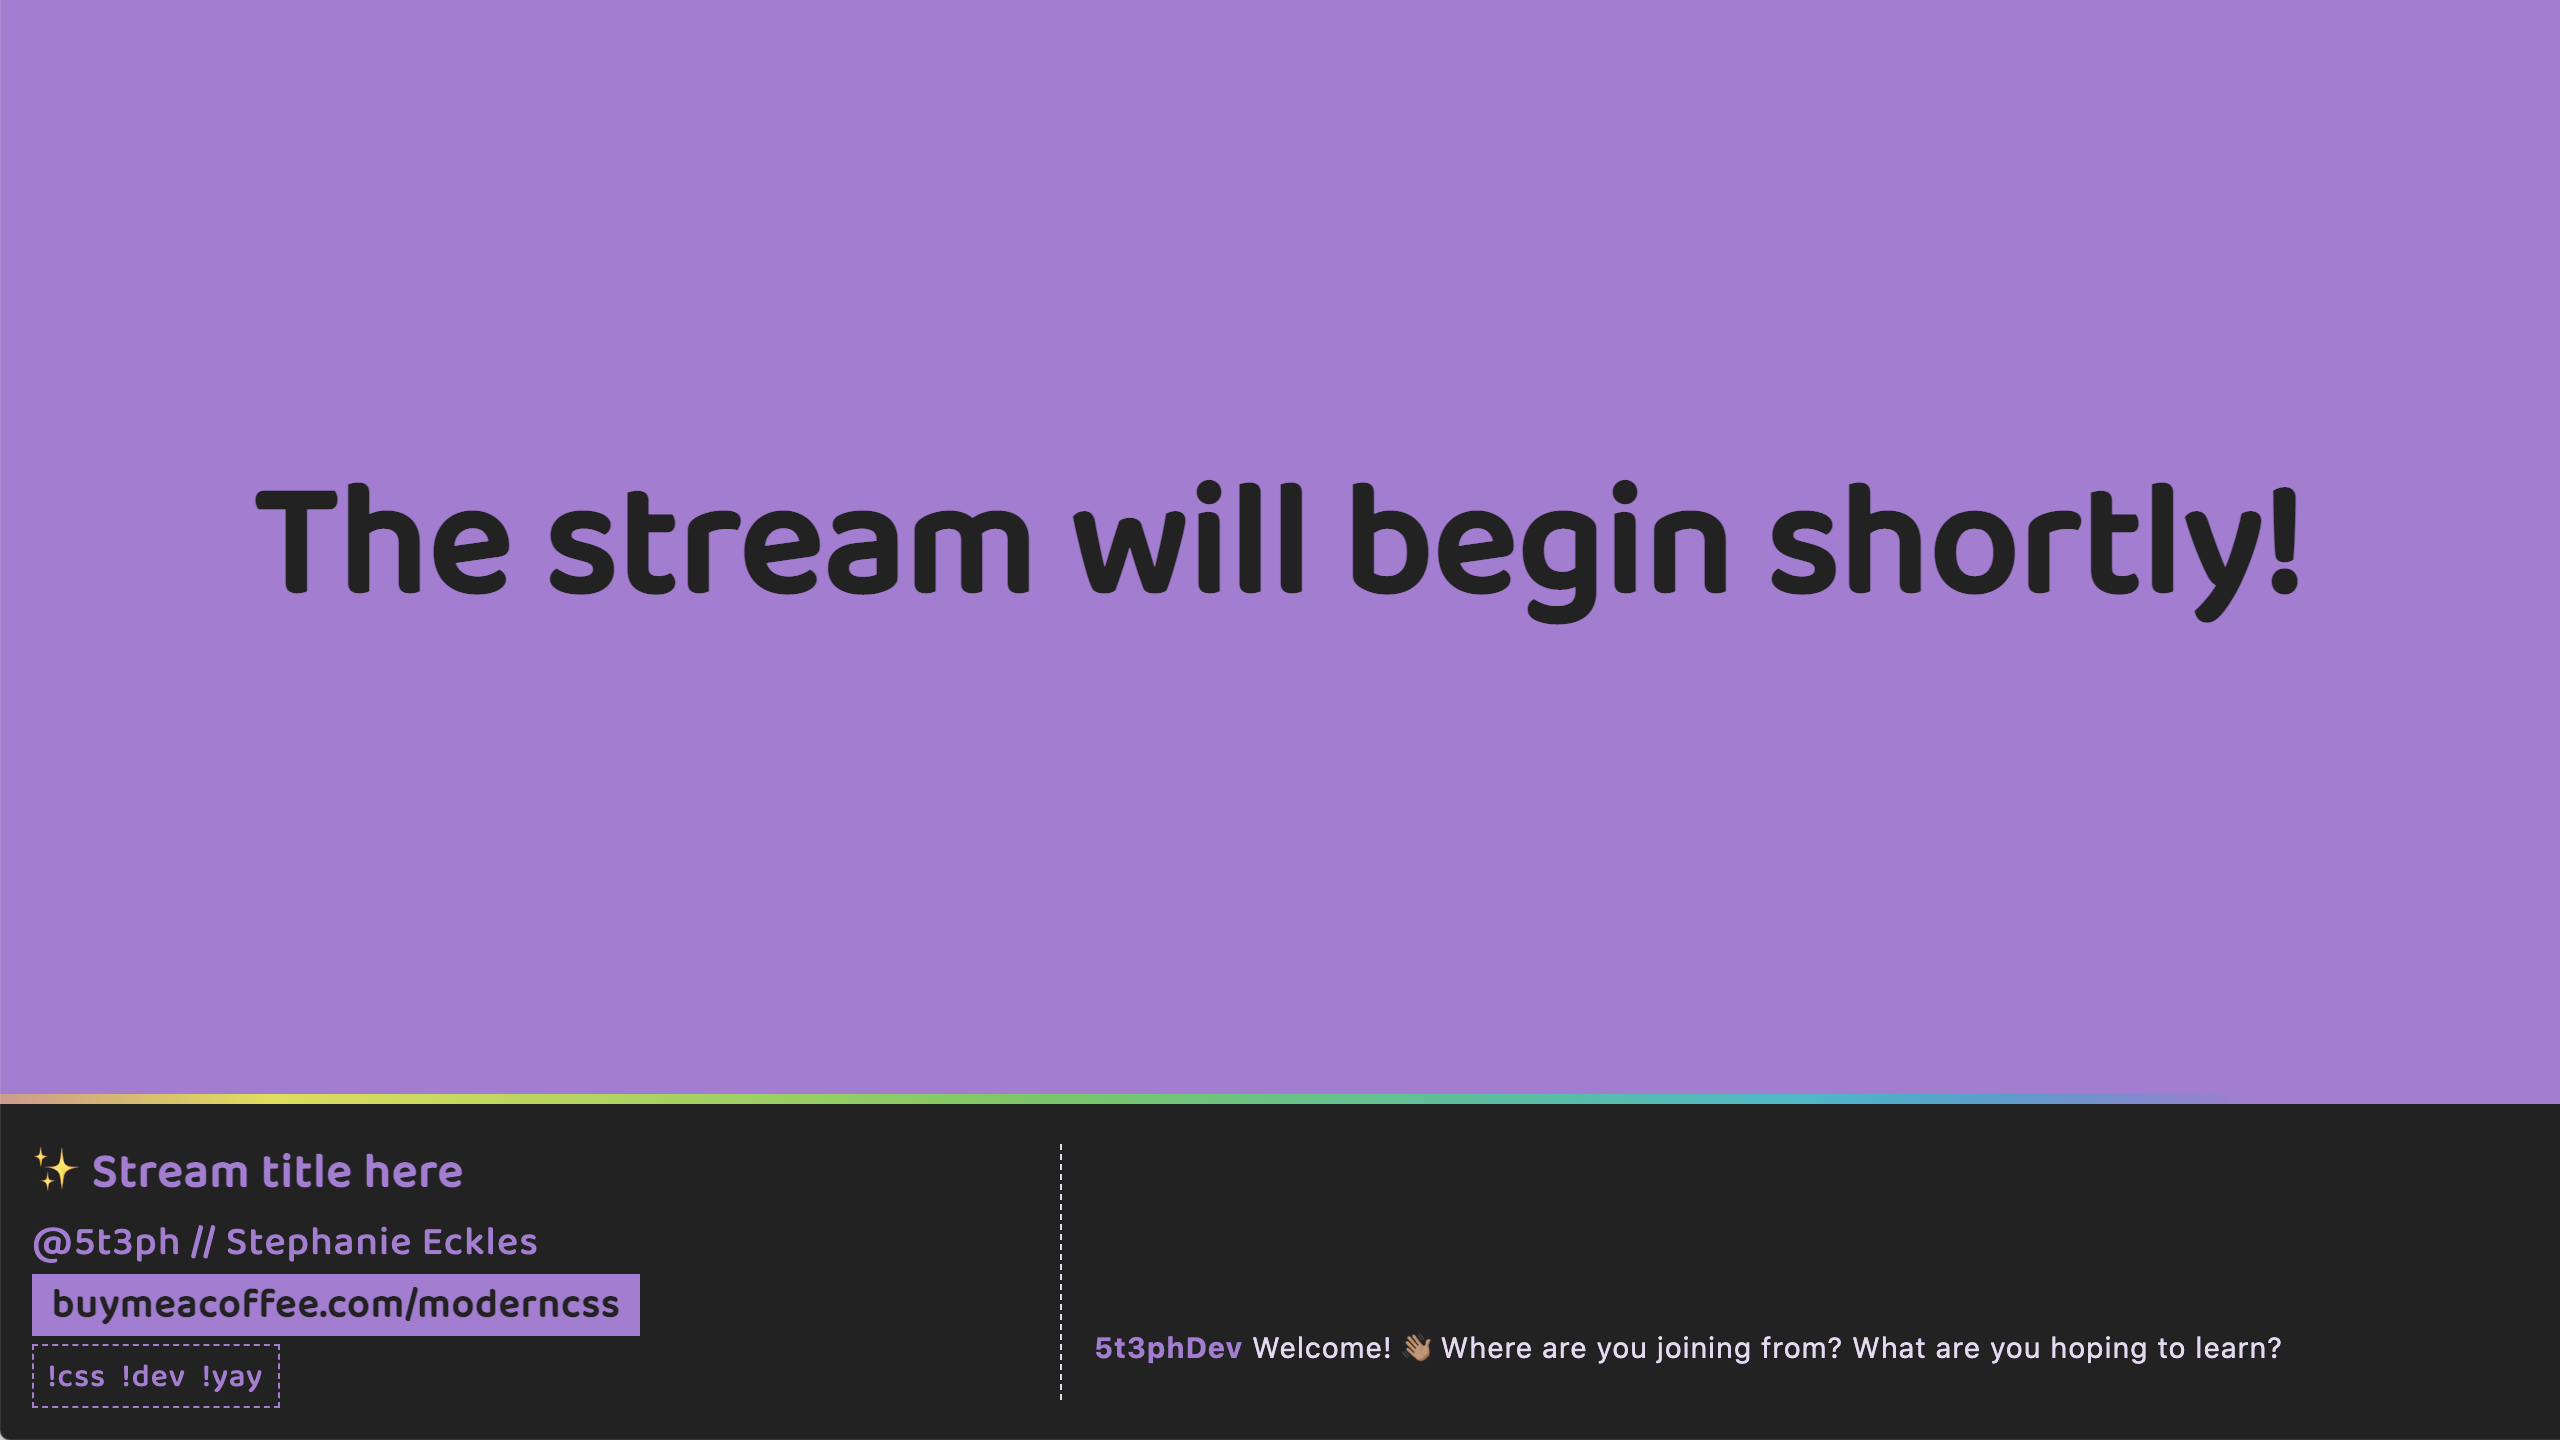 The stream will begin shortly!
✨ Stream title here
@5t3ph // Stephanie Eckles
buymeacoffee.com/moderncss
!css !dev !yay
5t3phDev Welcome! 👋🏽 Where are you joining from? What are you hoping to learn?